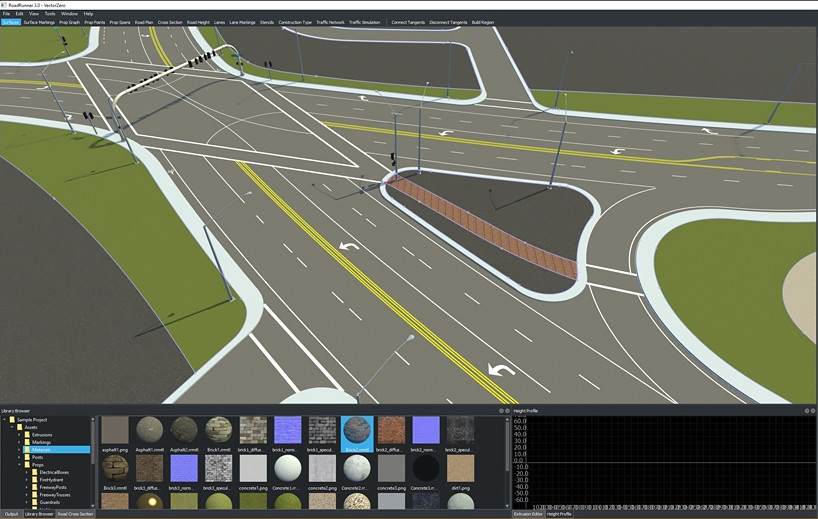 RoadRunner 1.0 - VectorZero
File Edit View Tools Window Help
Surfaces Surface Markings Prop Graph Prop Points Prop Spans Road Plan Cross Section Road Height Lanes Lane Markings Stencils Construction Type Traffic Network Traffic Simulation Connect Tangents Disconnect Tangents Build Region
Library Browser
Sample Project
Assets
Extrusions
Markings
Materials
Posts
Props
ElectricalBoxes
FireHydrant
FreewayPosts
FreewayTrusses
Guardrails
asphalt1.png Asphalt1.rrmtl Asphalt2.rrmtl Brick1.rrmtl brick1_diffus... brick1_norm... brick1_specul... Brick2.rrmtl brick2_diffus... brick2_norm... brick2_specul...
Brick3.rrmtl brick3_diffus... brick3_norm... brick3_specul... concrete1.png Concrete1.r... concrete2.png Concrete2.rr... concrete3.png Concrete3.rr... dirt1.png
Output Library Browser Road Cross Section
Height Profile
60.0
50.0
40.0
30.0
20.0
10.0
0.0
-10.0
-20.0
-30.0
-40.0
-50.0
-60.0
Extrusion Editor Height Profile